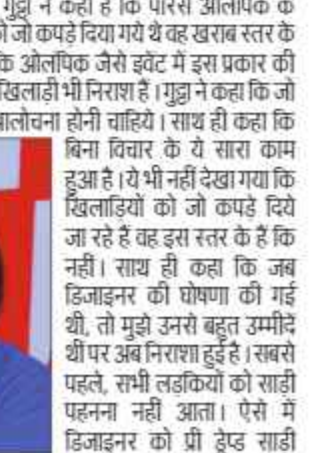 गुट्टा ने कहा है कि पेरिस ओलंपिक के
जो कपड़े दिया गये थे वह खराब स्तर के
कि ओलंपिक जैसे इवेंट में इस प्रकार की
खिलाड़ी भी निराश हैं । गुट्टा ने कहा कि जो
आलोचना होनी चाहिये । साथ ही कहा कि
बिना विचार के ये सारा काम
हुआ है । ये भी नहीं देखा गया कि
खिलाड़ियों को जो कपड़े दिये
जा रहे हैं वह इस स्तर के हैं कि
नहीं। साथ ही कहा कि जब
डिजाइनर की घोषणा की गई
थी, तो मुझे उनसे बहुत उम्मीदें
थीं पर अब निराशा हुई है । सबसे
पहले, सभी लड़कियों को साड़ी
पहनना नहीं आता। ऐसे में
डिजाइनर को प्री ड्रेप्ड साड़ी